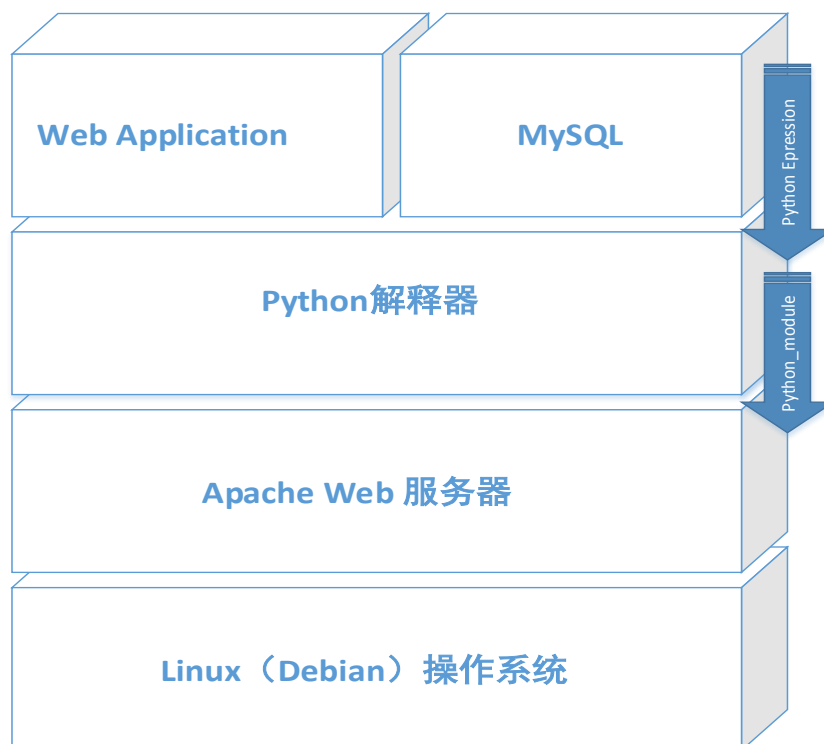 Web Application
MySQL
Python Epression
Python解释器
Python_module
Apache Web 服务器
Linux（Debian）操作系统